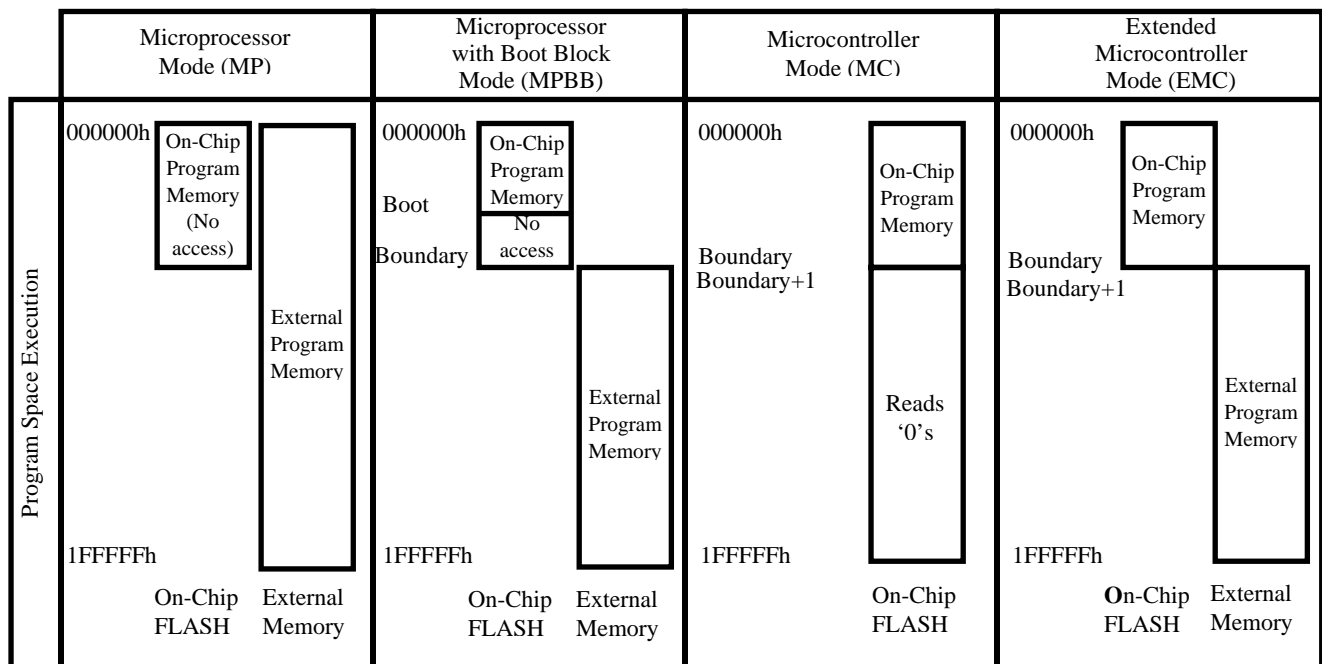 Microprocessor
Mode (MP)
Microprocessor
with Boot Block
Mode (MPBB)
Microcontroller
Mode (MC)
Extended
Microcontroller
Mode (EMC)
Program Space Execution
000000h
On-Chip
Program
Memory
(No
access)
External
Program
Memory
1FFFFFh
On-Chip
FLASH
External
Memory
000000h
On-Chip
Program
Memory
Boot
No
access
Boundary
External
Program
Memory
1FFFFFh
On-Chip
FLASH
External
Memory
000000h
On-Chip
Program
Memory
Boundary
Boundary+1
Reads
‘0’s
1FFFFFh
On-Chip
FLASH
000000h
On-Chip
Program
Memory
Boundary
Boundary+1
External
Program
Memory
1FFFFFh
On-Chip
FLASH
External
Memory